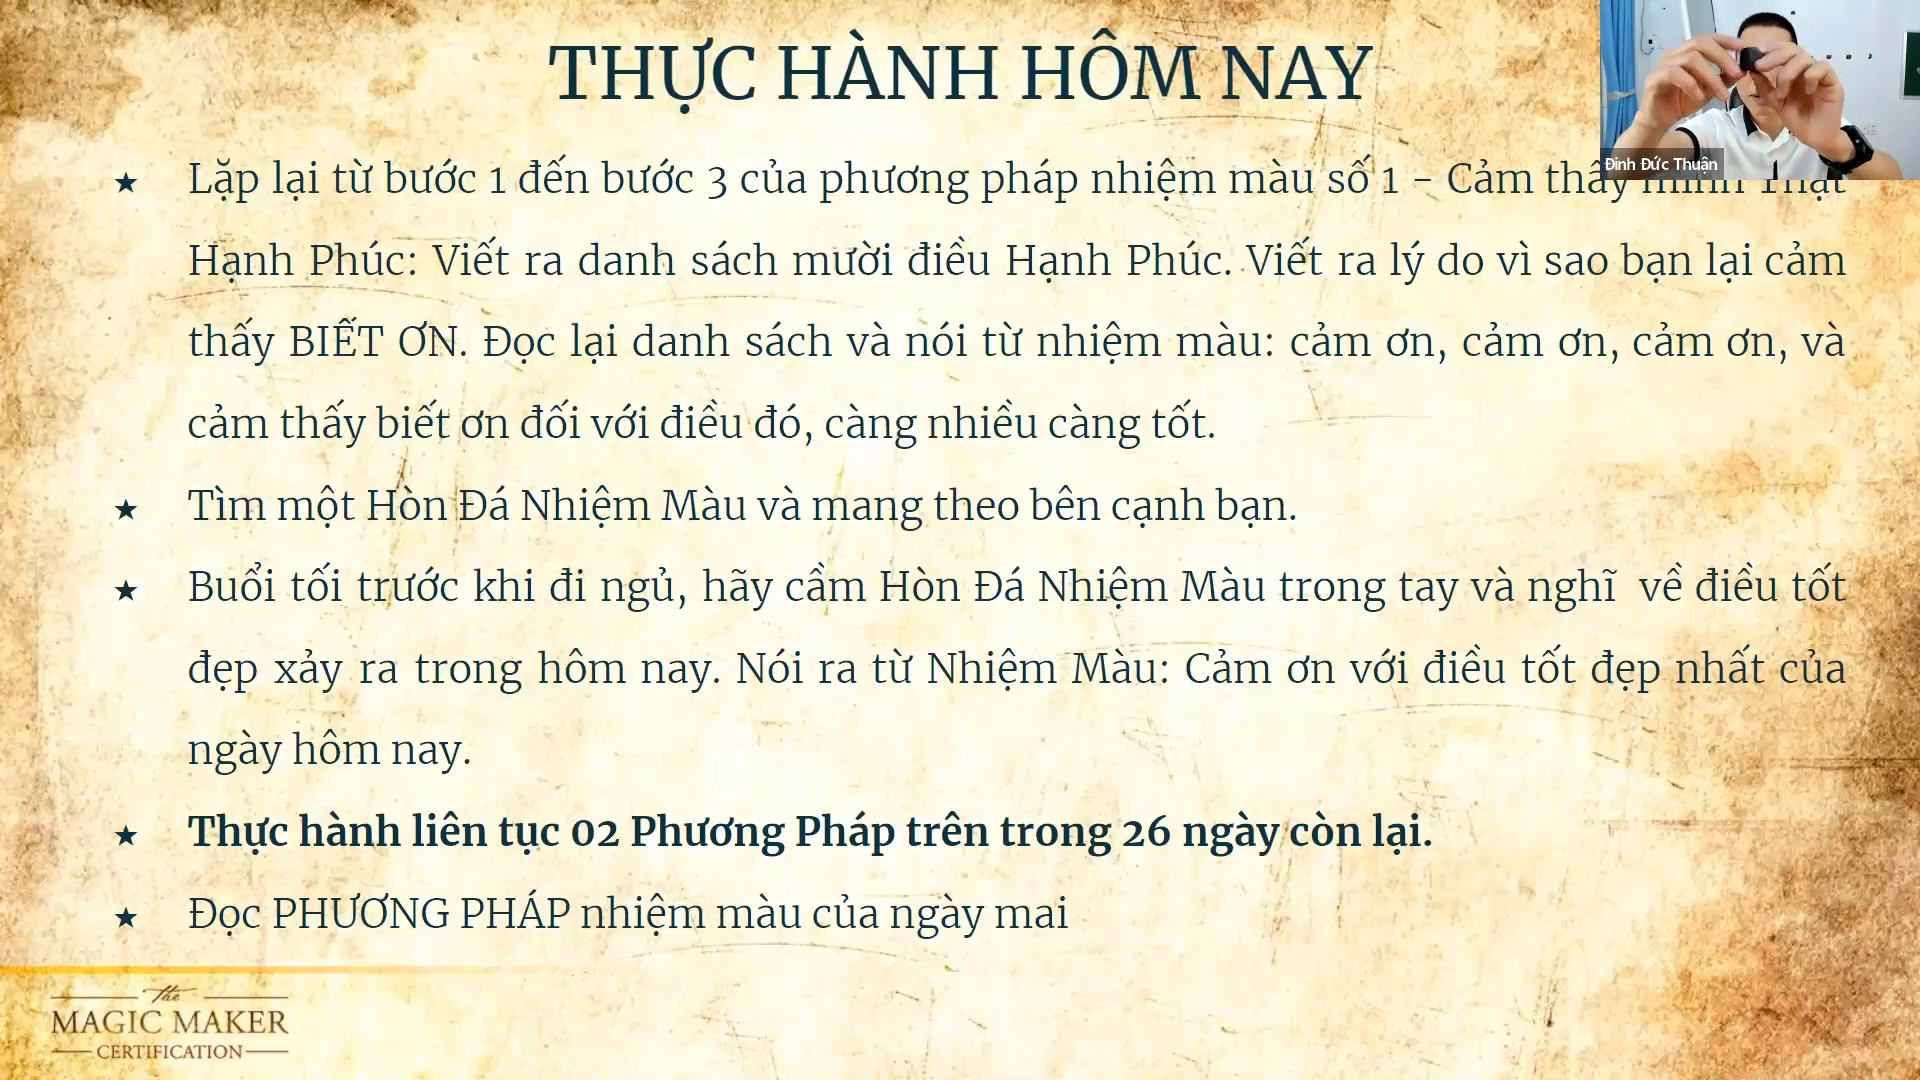 THỰC HÀNH HÔM NAY
Đinh Đức Thuận
★ Lặp lại từ bước 1 đến bước 3 của phương pháp nhiệm màu số 1 - Cảm thấy mình Thật
Hạnh Phúc: Viết ra danh sách mười điều Hạnh Phúc. Viết ra lý do vì sao bạn lại cảm
thấy BIẾT ƠN. Đọc lại danh sách và nói từ nhiệm màu: cảm ơn, cảm ơn, cảm ơn, và
cảm thấy biết ơn đối với điều đó, càng nhiều càng tốt.
★ Tìm một Hòn Đá Nhiệm Màu và mang theo bên cạnh bạn.
★ Buổi tối trước khi đi ngủ, hãy cầm Hòn Đá Nhiệm Màu trong tay và nghĩ về điều tốt
đẹp xảy ra trong hôm nay. Nói ra từ Nhiệm Màu: Cảm ơn với điều tốt đẹp nhất của
ngày hôm nay.
★ Thực hành liên tục 02 Phương Pháp trên trong 26 ngày còn lại.
★ Đọc PHƯƠNG PHÁP nhiệm màu của ngày mai
The
MAGIC MAKER
CERTIFICATION